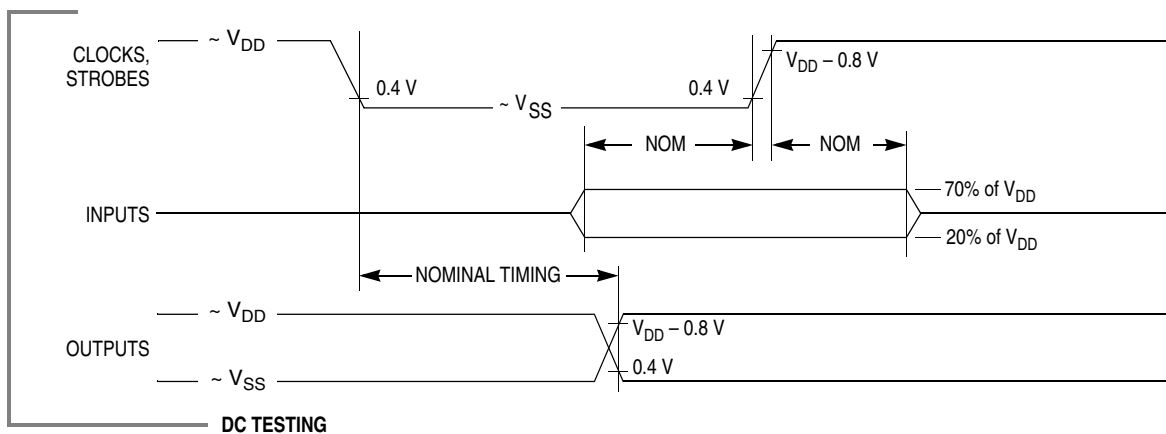 CLOCKS,
STROBES
~ VDD
0.4 V
~ VSS
0.4 V
VDD – 0.8 V
NOM
NOM
INPUTS
70% of VDD
20% of VDD
NOMINAL TIMING
OUTPUTS
~ VDD
~ VSS
VDD – 0.8 V
0.4 V
DC TESTING